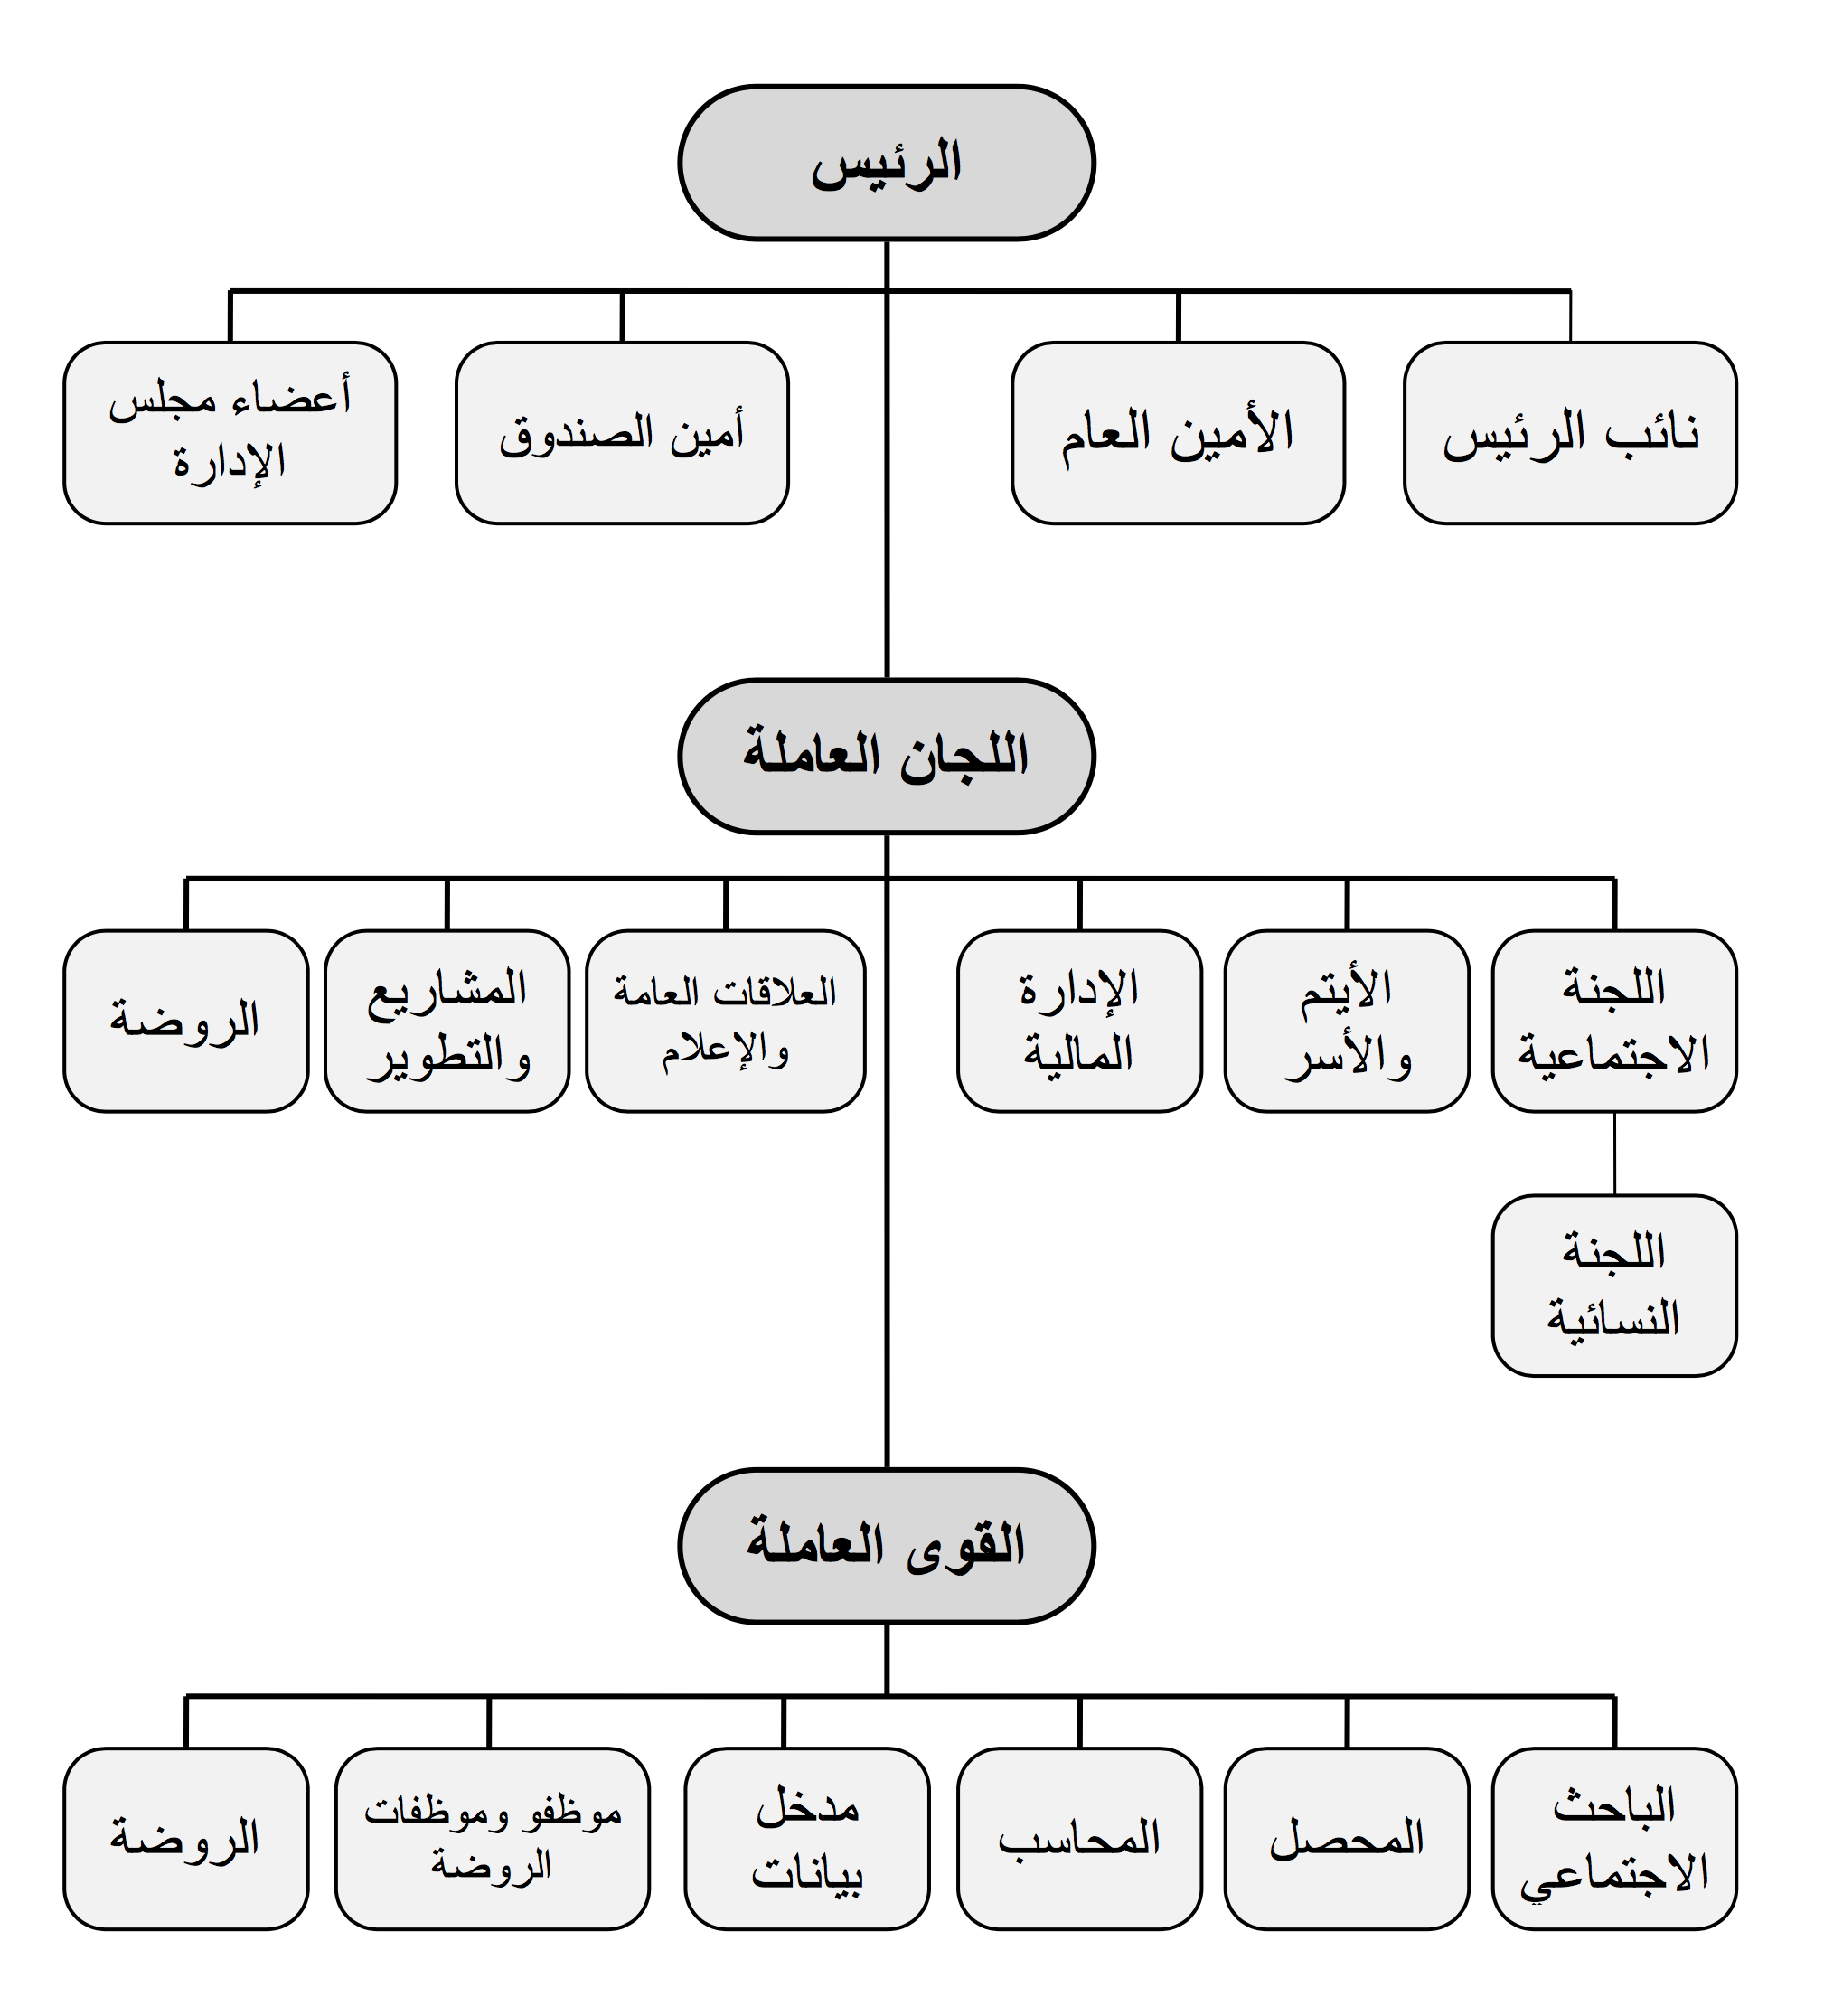 الرئيس
نائب الرئيس
الأمين العام
أمين الصندوق
أعضاء مجلس
الإدارة
اللجان العاملة
اللجنة
الاجتماعية
الأيتم
والأسر
الإدارة
المالية
العلاقات العامة
والإعلام
المشاريع
والتطوير
الروضة
اللجنة
النسائية
القوى العاملة
الباحث
الاجتماعي
المحصل
المحاسب
مدخل
بيانات
موظفو وموظفات
الروضة
الروضة